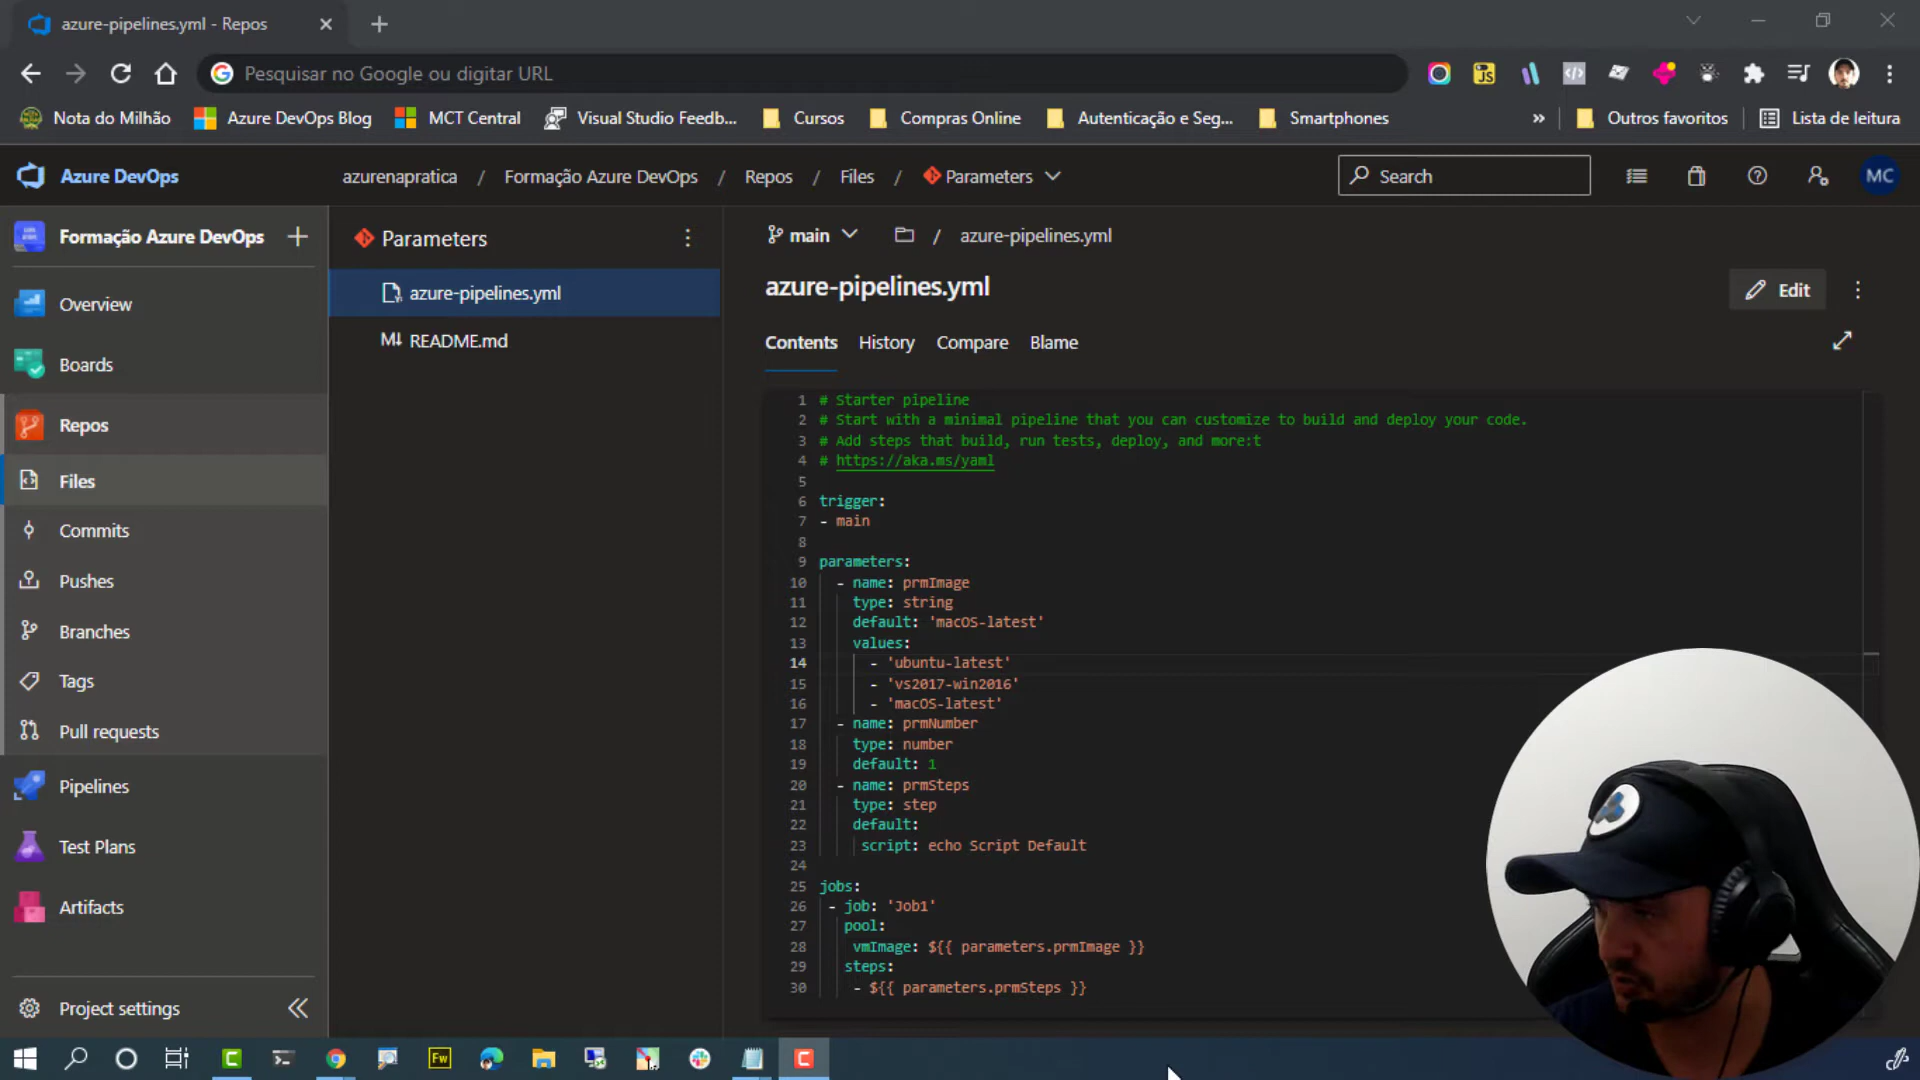 azure-pipelines.yml - Repos
Pesquisar no Google ou digitar URL
JS
Nota do Milhão
Azure DevOps Blog
MCT Central
Visual Studio Feedb...
Cursos
Compras Online
Autenticação e Seg...
Smartphones
»
Outros favoritos
Lista de leitura
Azure DevOps
azurenapratica / Formação Azure DevOps / Repos / Files / Parameters
Search
MC
Formação Azure DevOps +
Overview
Boards
Repos
Files
Commits
Pushes
Branches
Tags
Pull requests
Pipelines
Test Plans
Artifacts
Project settings
Parameters
azure-pipelines.yml
M↓ README.md
main / azure-pipelines.yml
azure-pipelines.yml
Edit
Contents History Compare Blame
1 # Starter pipeline
2 # Start with a minimal pipeline that you can customize to build and deploy your code.
3 # Add steps that build, run tests, deploy, and more:t
4 # https://aka.ms/yaml
5
6 trigger:
7 - main
8
9 parameters:
10 - name: prmImage
11 type: string
12 default: 'macOS-latest'
13 values:
14 - 'ubuntu-latest'
15 - 'vs2017-win2016'
16 - 'macOS-latest'
17 - name: prmNumber
18 type: number
19 default: 1
20 - name: prmSteps
21 type: step
22 default:
23 script: echo Script Default
24
25 jobs:
26 - job: 'Job1'
27 pool:
28 vmImage: ${{ parameters.prmImage }}
29 steps:
30 - ${{ parameters.prmSteps }}
Fw